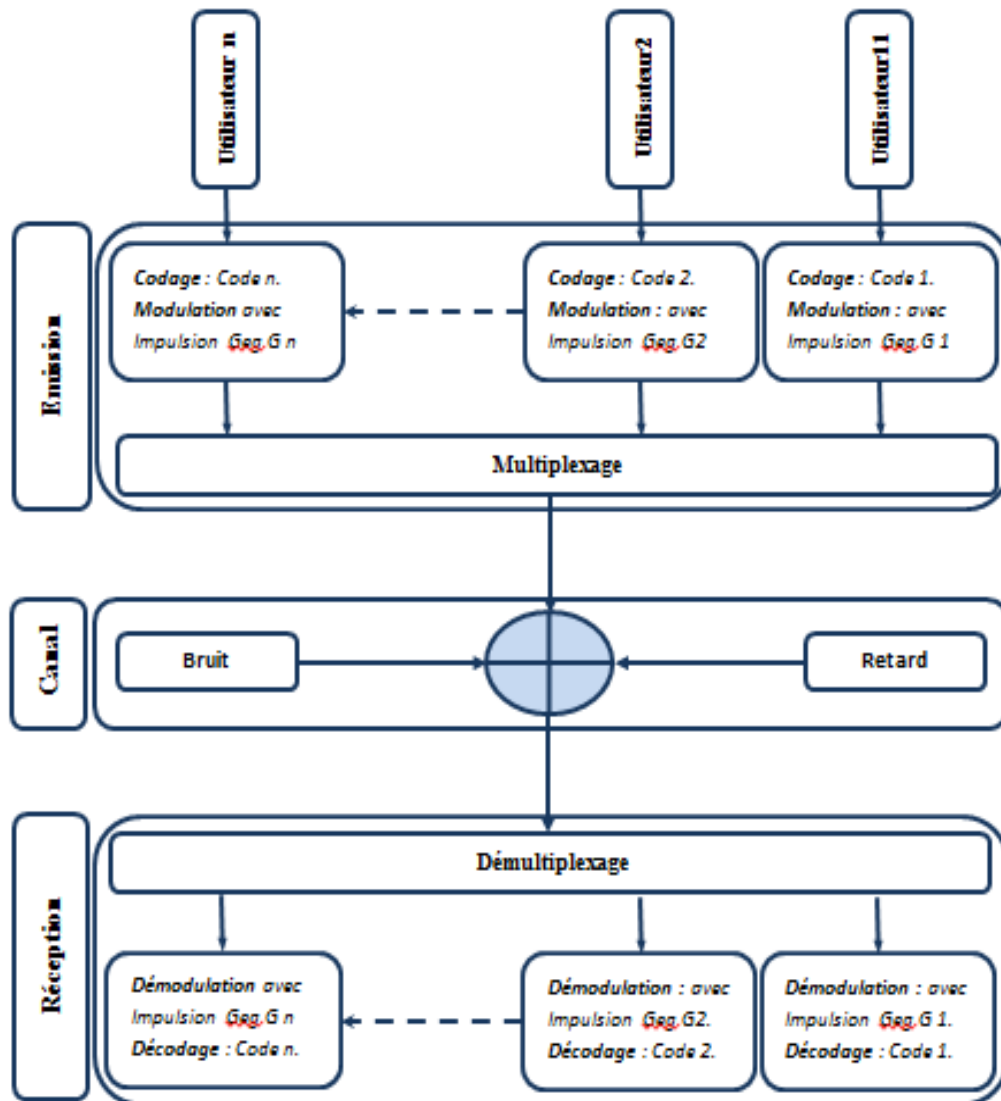 Utilisateur n
Utilisateur2
Utilisateur11
Emission
Codage : Code n.
Modulation avec
Impulsion Geg.G n
Codage : Code 2.
Modulation : avec
Impulsion Geg.G2
Codage : Code 1.
Modulation : avec
Impulsion Geg.G 1
Multiplexage
Canal
Bruit
Retard
Réception
Démultiplexage
Démodulation avec
Impulsion Geg.G n
Décodage : Code n.
Démodulation : avec
Impulsion Geg.G2.
Décodage : Code 2.
Démodulation : avec
Impulsion Geg.G 1.
Décodage : Code 1.